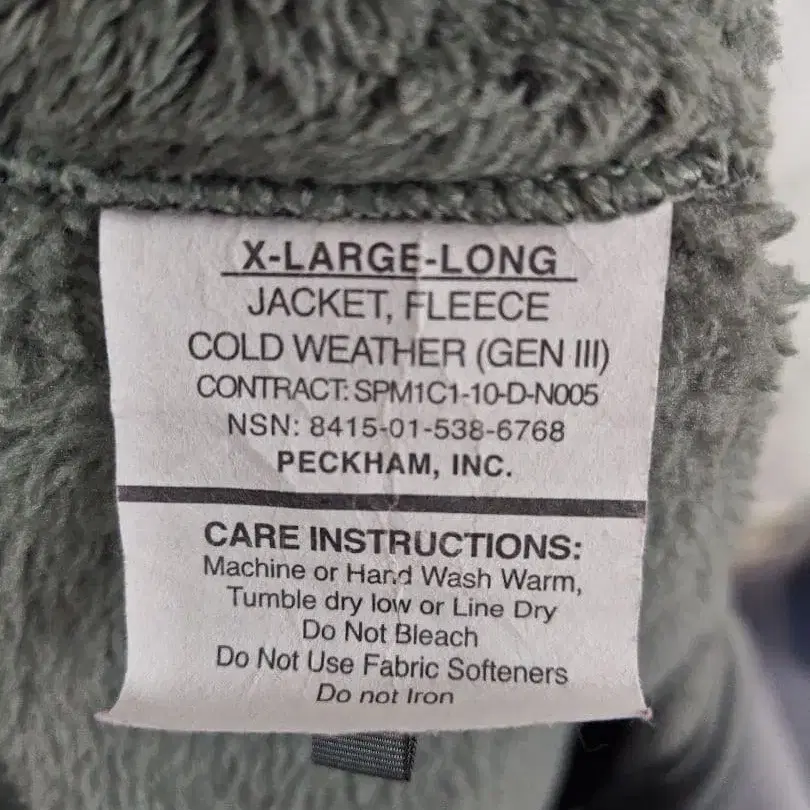 X-LARGE-LONG
JACKET, FLEECE
COLD WEATHER (GEN III)
CONTRACT: SPM1C1-10-D-N005
NSN: 8415-01-538-6768
PECKHAM, INC.
CARE INSTRUCTIONS:
Machine or Hand Wash Warm,
Tumble dry low or Line Dry
Do Not Bleach
Do Not Use Fabric Softeners
Do not Iron